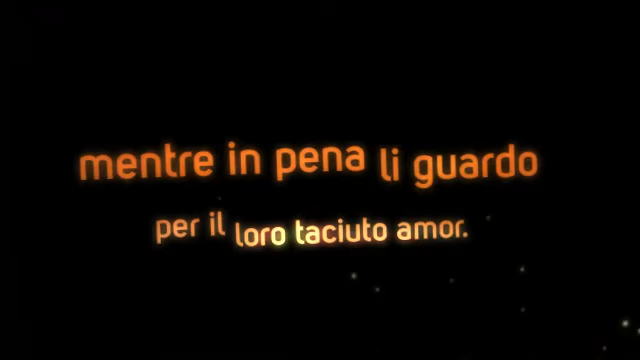 mentre in pena li guardo
per il loro taciuto amor.